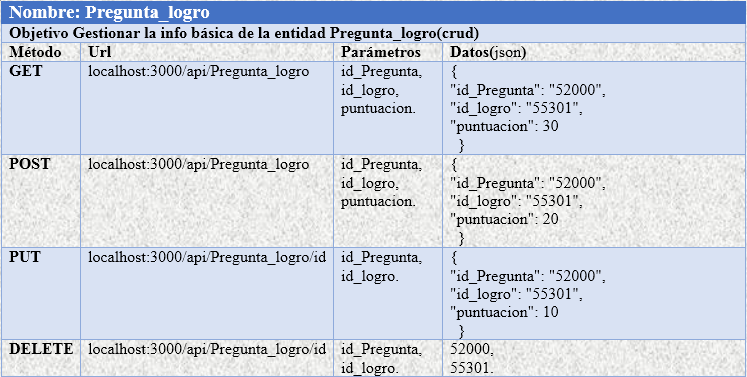 Nombre: Pregunta_logro
Objetivo Gestionar la info básica de la entidad Pregunta_logro(crud)
Método Url Parámetros Datos(json)
GET localhost:3000/api/Pregunta_logro id_Pregunta, {
id_logro, "id_Pregunta": "52000",
puntuacion. "id_logro": "55301",
"puntuacion": 30
}
POST localhost:3000/api/Pregunta_logro id_Pregunta, {
id_logro, "id_Pregunta": "52000",
puntuacion. "id_logro": "55301",
"puntuacion": 20
}
PUT localhost:3000/api/Pregunta_logro/id id_Pregunta, {
id_logro. "id_Pregunta": "52000",
"id_logro": "55301",
"puntuacion": 10
}
DELETE localhost:3000/api/Pregunta_logro/id id_Pregunta, 52000,
id_logro. 55301.